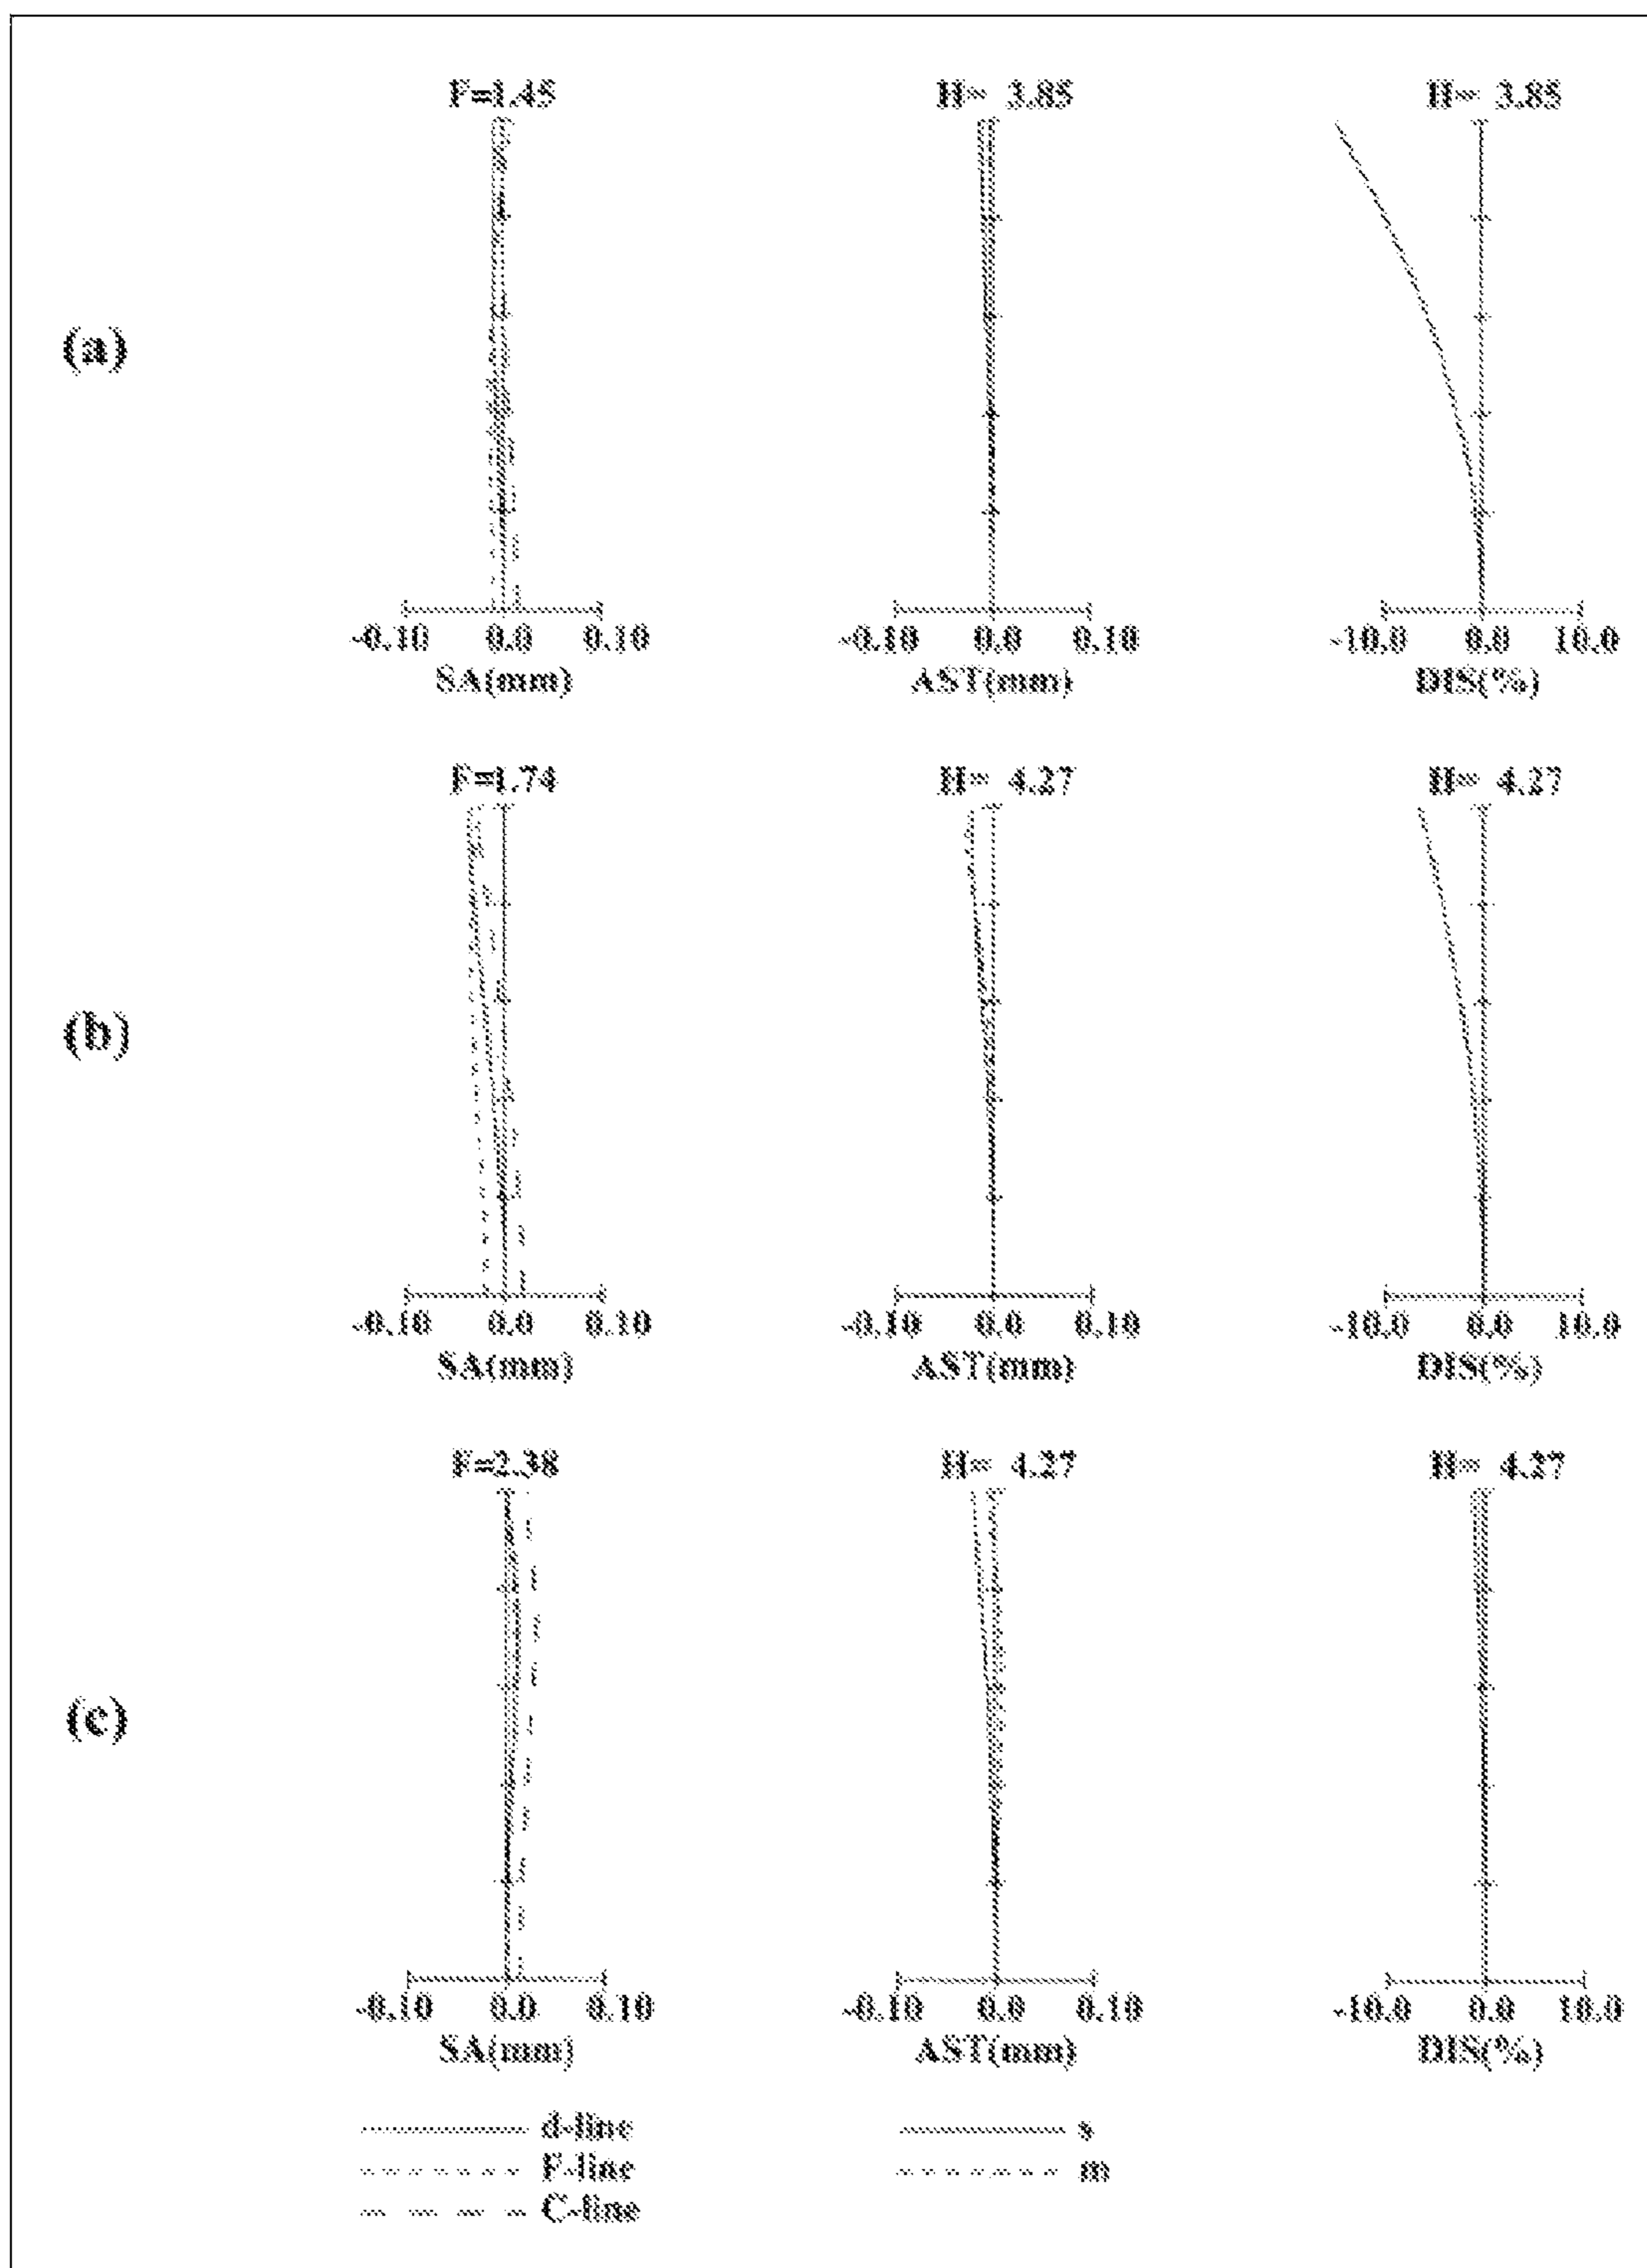 F=1.45 H= 3.85 H= 3.85
(a)
-0.10 0.0 0.10 -0.10 0.0 0.10 -10.0 0.0 10.0
SA(mm) AST(mm) DIS(%)
F=1.74 H= 4.27 H= 4.27
(b)
-0.10 0.0 0.10 -0.10 0.0 0.10 -10.0 0.0 10.0
SA(mm) AST(mm) DIS(%)
F=2.38 H= 4.27 H= 4.27
(c)
-0.10 0.0 0.10 -0.10 0.0 0.10 -10.0 0.0 10.0
SA(mm) AST(mm) DIS(%)
d-line s
F-line m
C-line